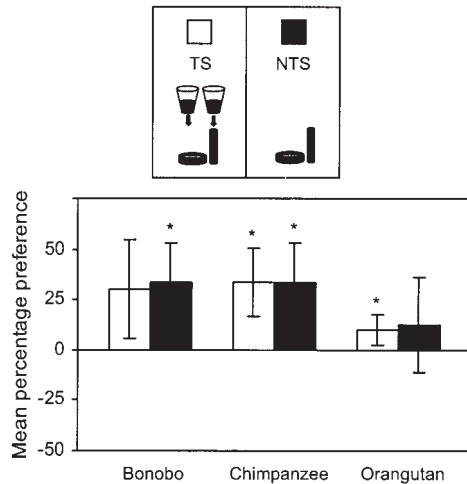 TS NTS
Mean percentage preference
50
25
0
-25
-50
* * * *
Bonobo Chimpanzee Orangutan